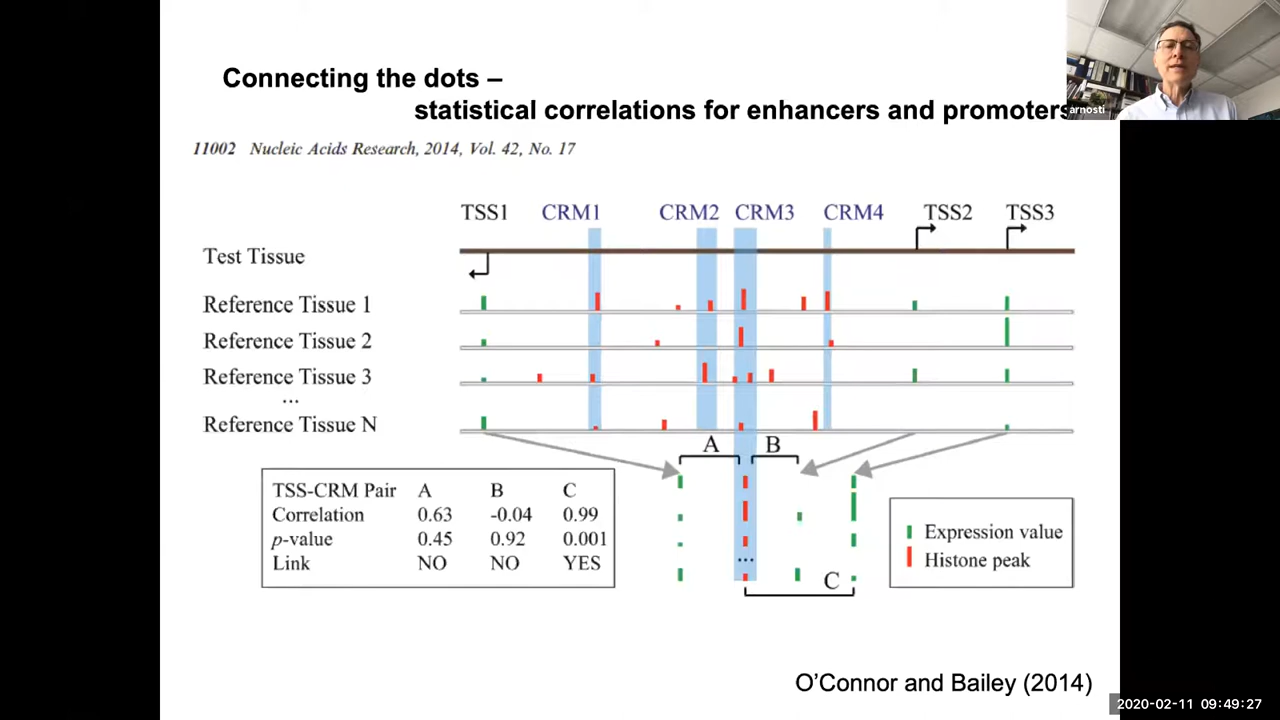 Connecting the dots –
statistical correlations for enhancers and promoters
arnosti
11002 Nucleic Acids Research, 2014, Vol. 42, No. 17
TSS1 CRM1 CRM2 CRM3 CRM4 TSS2 TSS3
Test Tissue
Reference Tissue 1
Reference Tissue 2
Reference Tissue 3
...
Reference Tissue N
A B
TSS-CRM Pair A B C
Correlation 0.63 -0.04 0.99
p-value 0.45 0.92 0.001
Link NO NO YES
...
C
Expression value
Histone peak
O’Connor and Bailey (2014)
2020-02-11 09:49:27